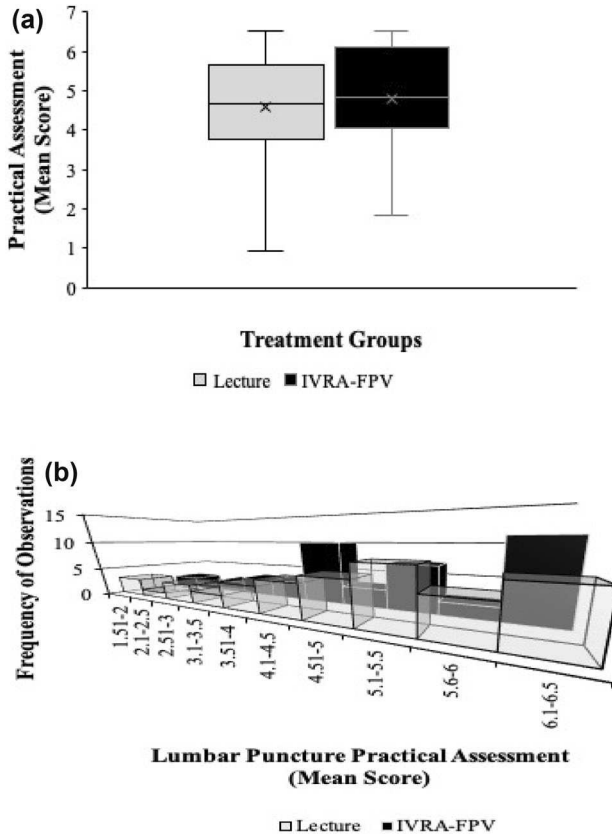 (a)
Practical Assessment
(Mean Score)
7
6
5
4
3
2
1
0
Treatment Groups
Lecture IVRA-FPV
(b)
Frequency of Observations
15
10
5
0
1.51-2
2.1-2.5
2.51-3
3.1-3.5
3.51-4
4.1-4.5
4.51-5
5.1-5.5
5.6-6
6.1-6.5
Lumbar Puncture Practical Assessment
(Mean Score)
Lecture IVRA-FPV